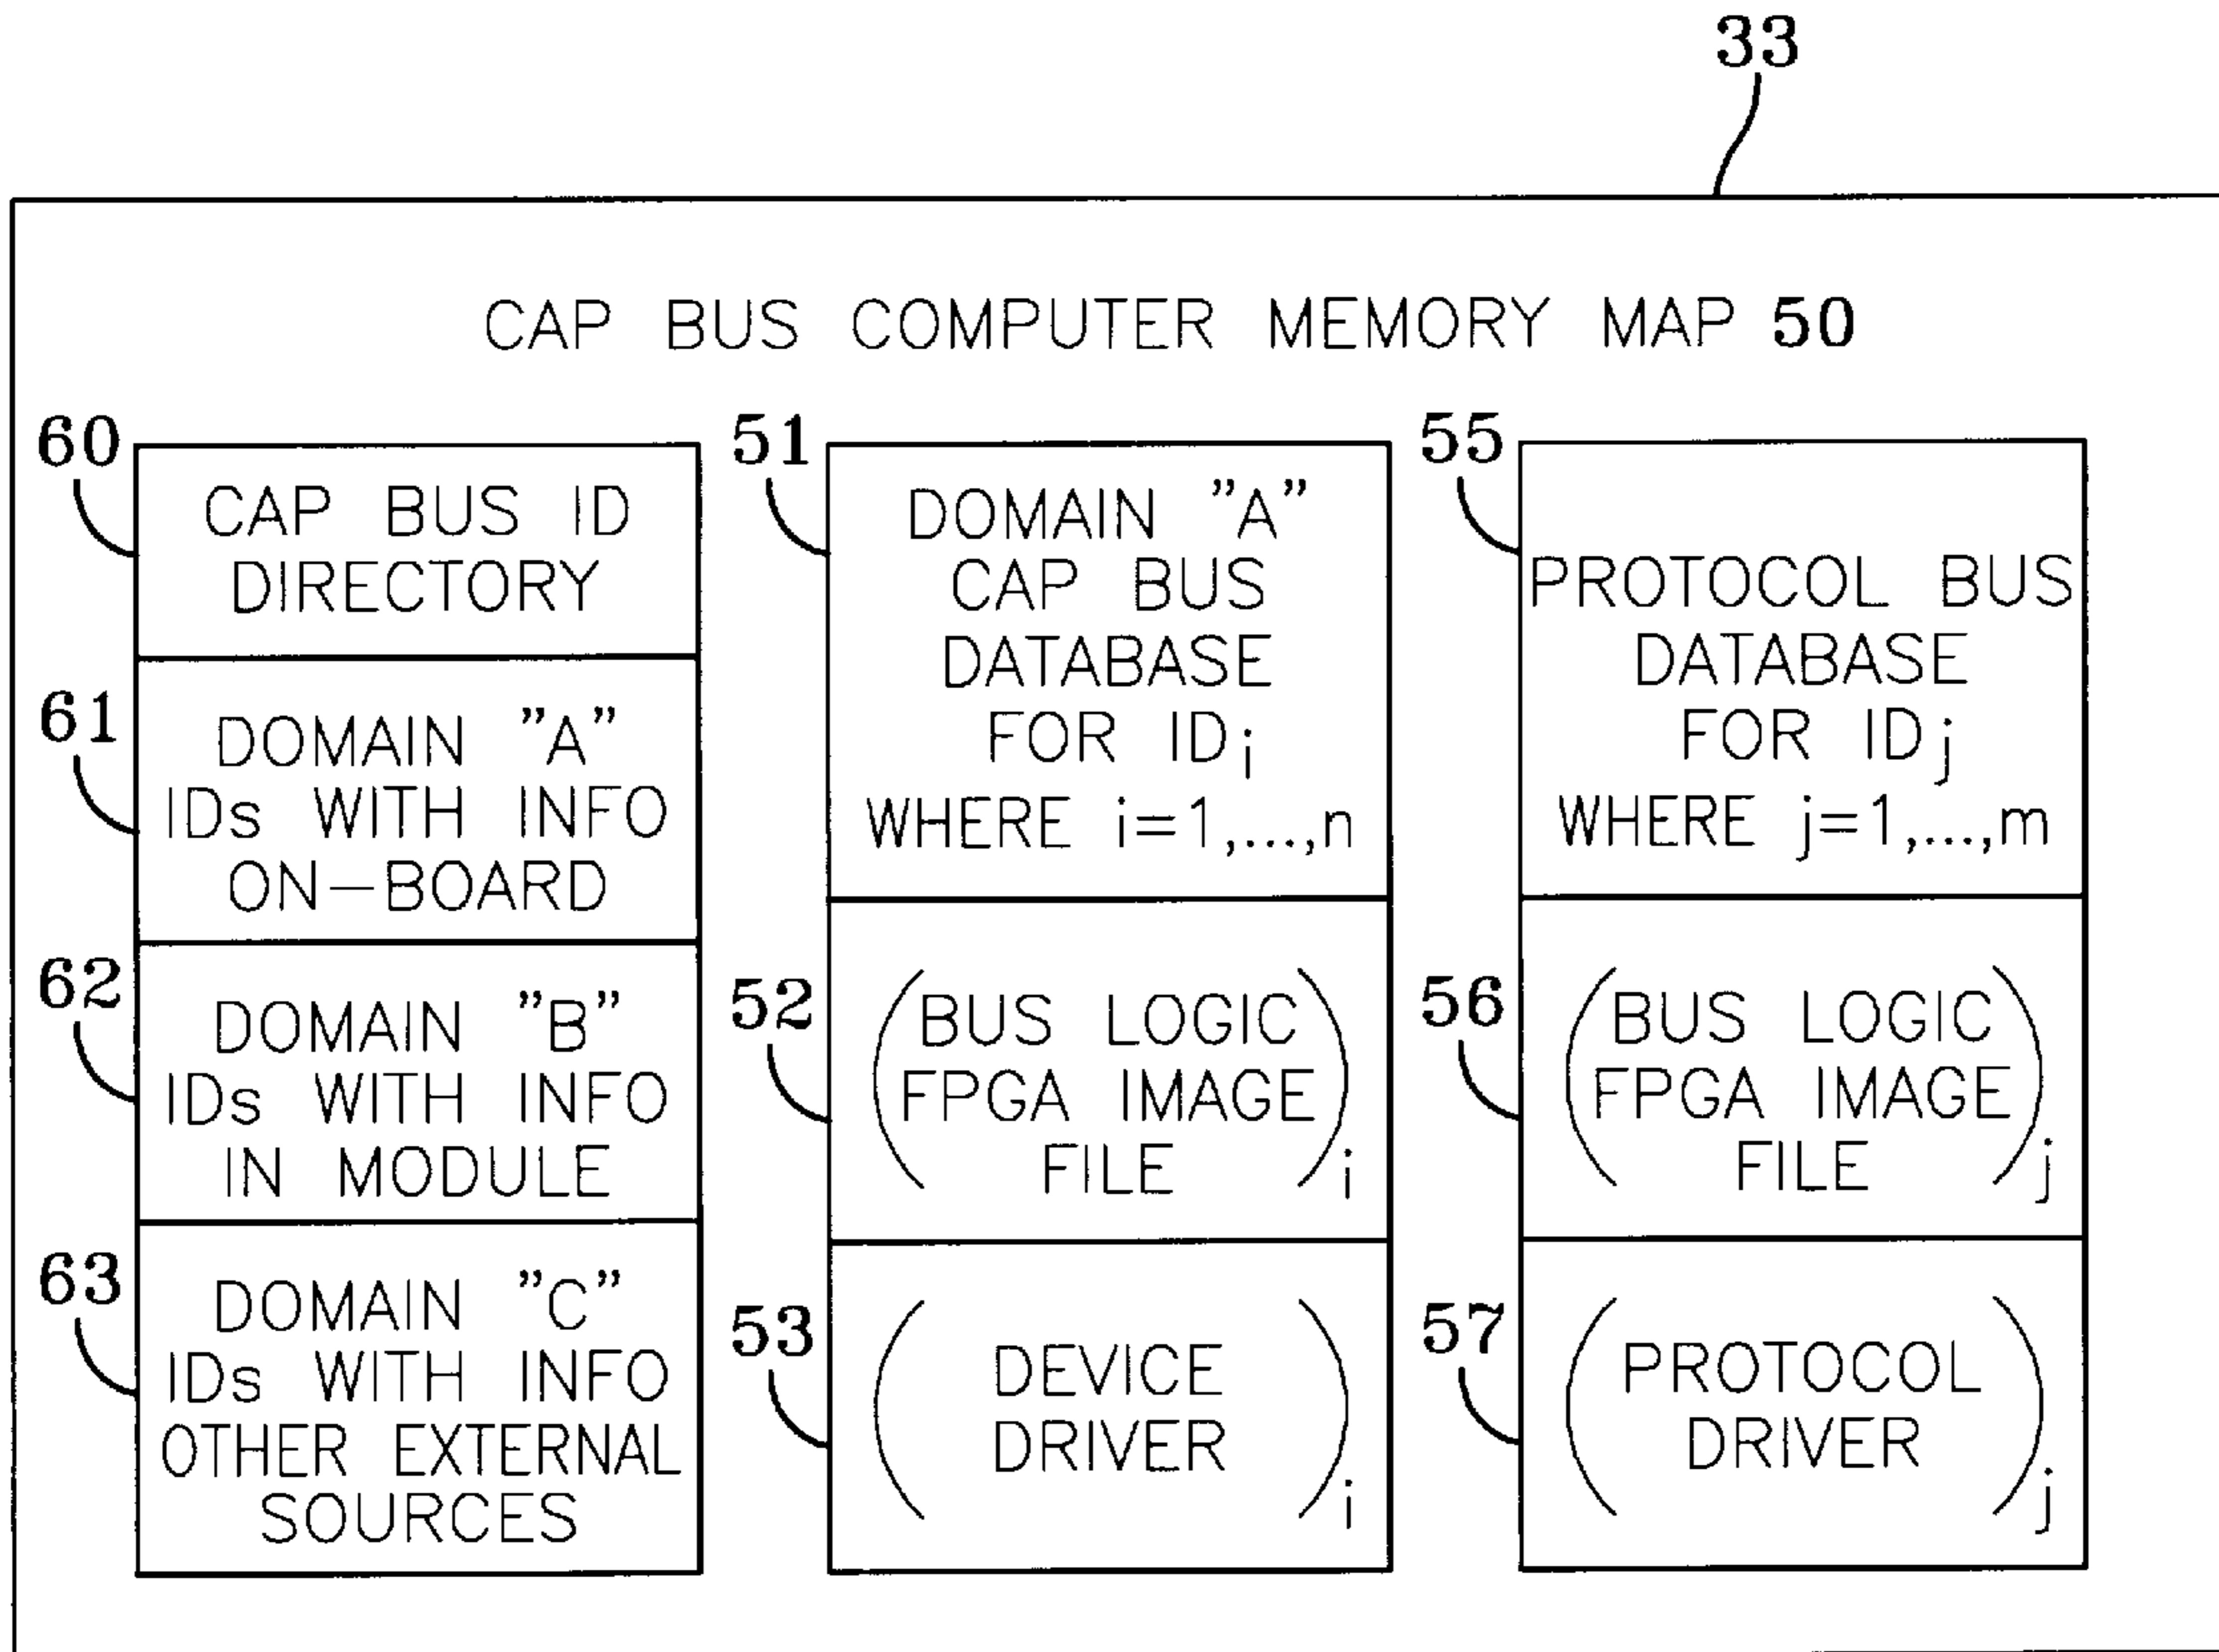 33
CAP BUS COMPUTER MEMORY MAP 50
60
CAP BUS ID
DIRECTORY
61
DOMAIN "A"
IDs WITH INFO
ON-BOARD
62
DOMAIN "B"
IDs WITH INFO
IN MODULE
63
DOMAIN "C"
IDs WITH INFO
OTHER EXTERNAL
SOURCES
51
DOMAIN "A"
CAP BUS
DATABASE
FOR IDi
WHERE i=1,...,n
52
(BUS LOGIC
FPGA IMAGE
FILE)i
53
(DEVICE
DRIVER)i
55
PROTOCOL BUS
DATABASE
FOR IDj
WHERE j=1,...,m
56
(BUS LOGIC
FPGA IMAGE
FILE)j
57
(PROTOCOL
DRIVER)j